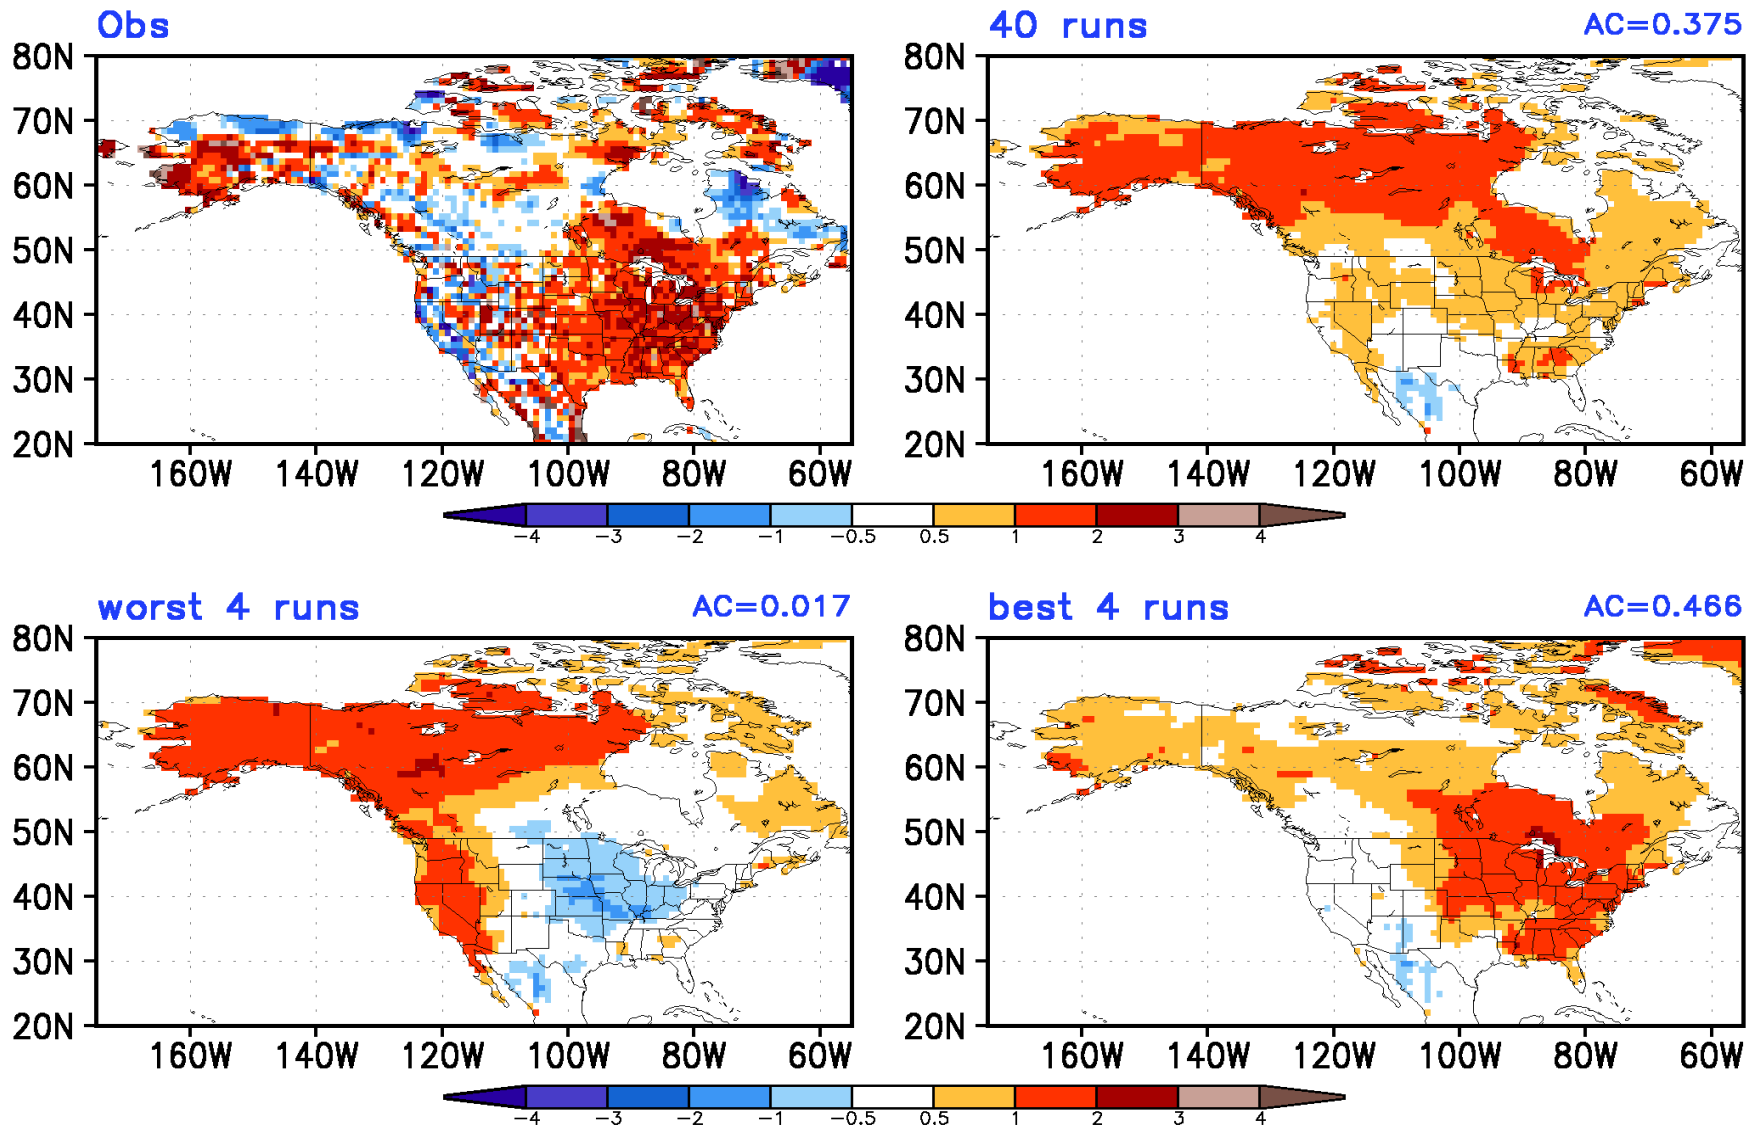 Obs
40 runs AC=0.375
80N 80N
70N 70N
60N 60N
50N 50N
40N 40N
30N 30N
20N 20N
160W 140W 120W 100W 80W 60W 160W 140W 120W 100W 80W 60W
-4 -3 -2 -1 -0.5 0.5 1 2 3 4
worst 4 runs AC=0.017 best 4 runs AC=0.466
80N 80N
70N 70N
60N 60N
50N 50N
40N 40N
30N 30N
20N 20N
160W 140W 120W 100W 80W 60W 160W 140W 120W 100W 80W 60W
-4 -3 -2 -1 -0.5 0.5 1 2 3 4